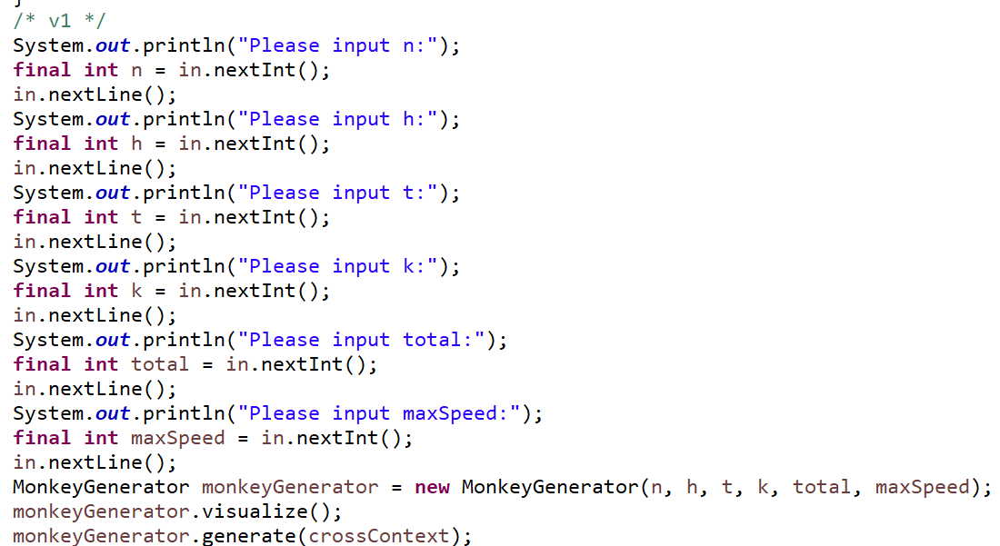 }
/* v1 */
System.out.println("Please input n:");
final int n = in.nextInt();
in.nextLine();
System.out.println("Please input h:");
final int h = in.nextInt();
in.nextLine();
System.out.println("Please input t:");
final int t = in.nextInt();
in.nextLine();
System.out.println("Please input k:");
final int k = in.nextInt();
in.nextLine();
System.out.println("Please input total:");
final int total = in.nextInt();
in.nextLine();
System.out.println("Please input maxSpeed:");
final int maxSpeed = in.nextInt();
in.nextLine();
MonkeyGenerator monkeyGenerator = new MonkeyGenerator(n, h, t, k, total, maxSpeed);
monkeyGenerator.visualize();
monkeyGenerator.generate(crossContext);